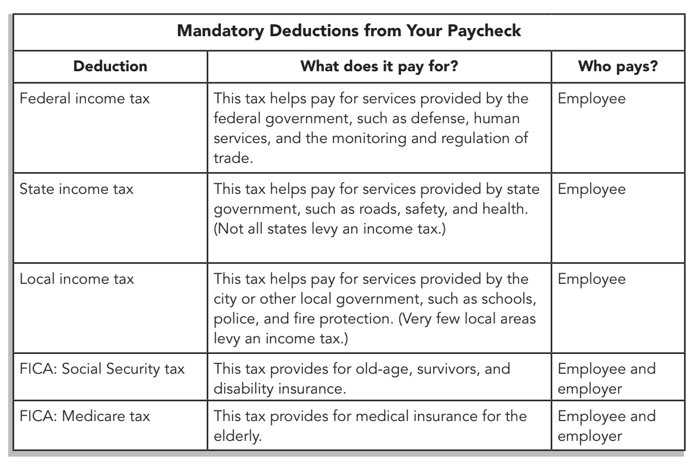 Mandatory Deductions from Your Paycheck
Deduction
What does it pay for?
Who pays?
Federal income tax
This tax helps pay for services provided by the
federal government, such as defense, human
services, and the monitoring and regulation of
trade.
Employee
State income tax
This tax helps pay for services provided by state
government, such as roads, safety, and health.
(Not all states levy an income tax.)
Employee
Local income tax
This tax helps pay for services provided by the
city or other local government, such as schools,
police, and fire protection. (Very few local areas
levy an income tax.)
Employee
FICA: Social Security tax
This tax provides for old-age, survivors, and
disability insurance.
Employee and
employer
FICA: Medicare tax
This tax provides for medical insurance for the
elderly.
Employee and
employer